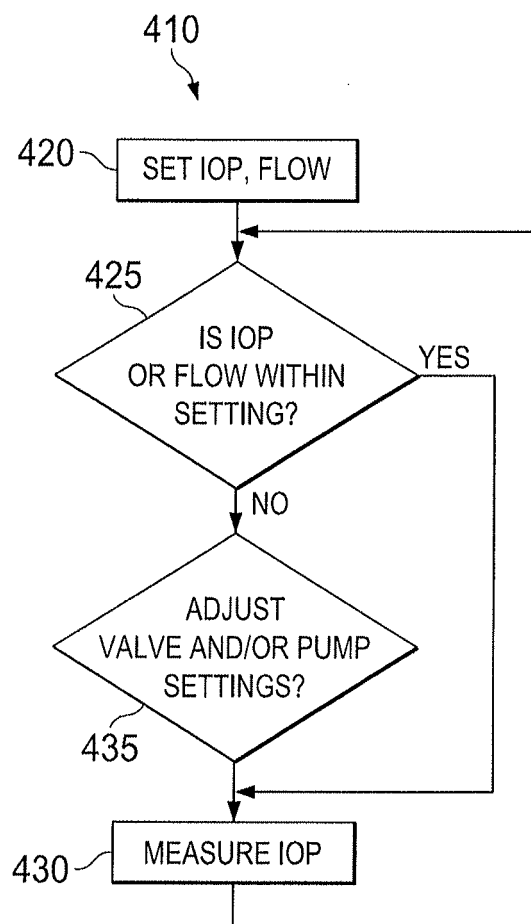 410
420
SET IOP, FLOW
425
IS IOP
OR FLOW WITHIN
SETTING?
YES
NO
ADJUST
VALVE AND/OR PUMP
SETTINGS?
435
430
MEASURE IOP